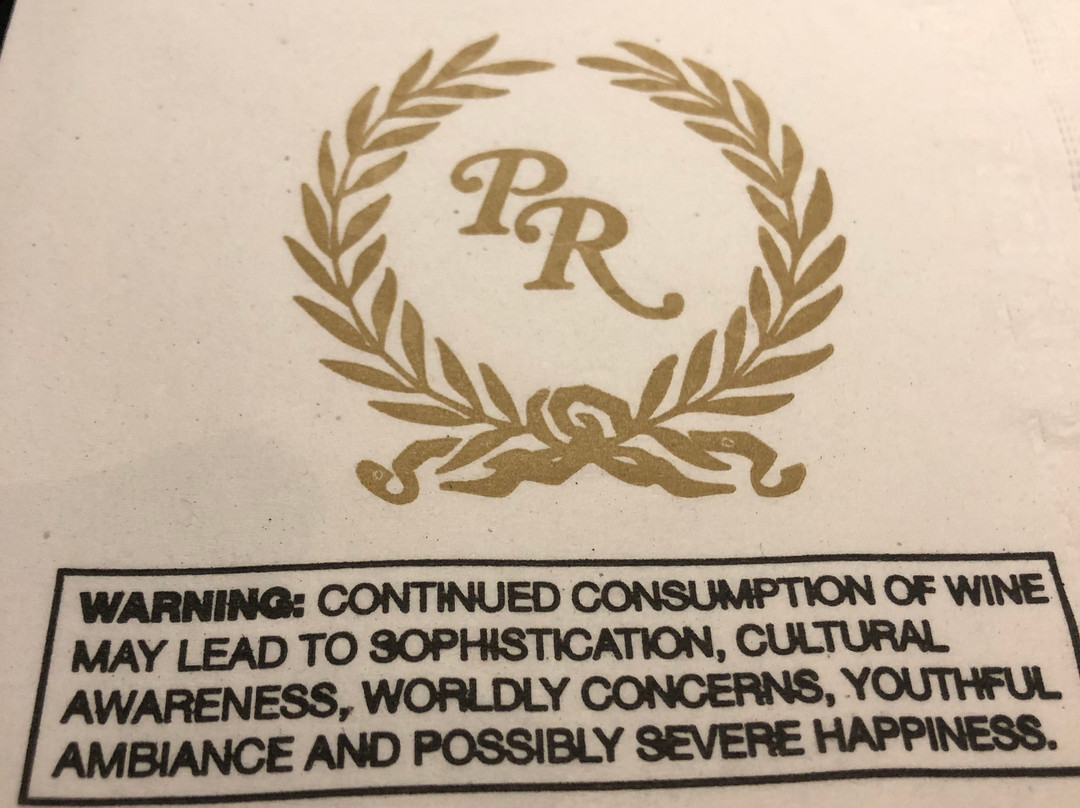 PR
WARNING: CONTINUED CONSUMPTION OF WINE
MAY LEAD TO SOPHISTICATION, CULTURAL
AWARENESS, WORLDLY CONCERNS, YOUTHFUL
AMBIANCE AND POSSIBLY SEVERE HAPPINESS.